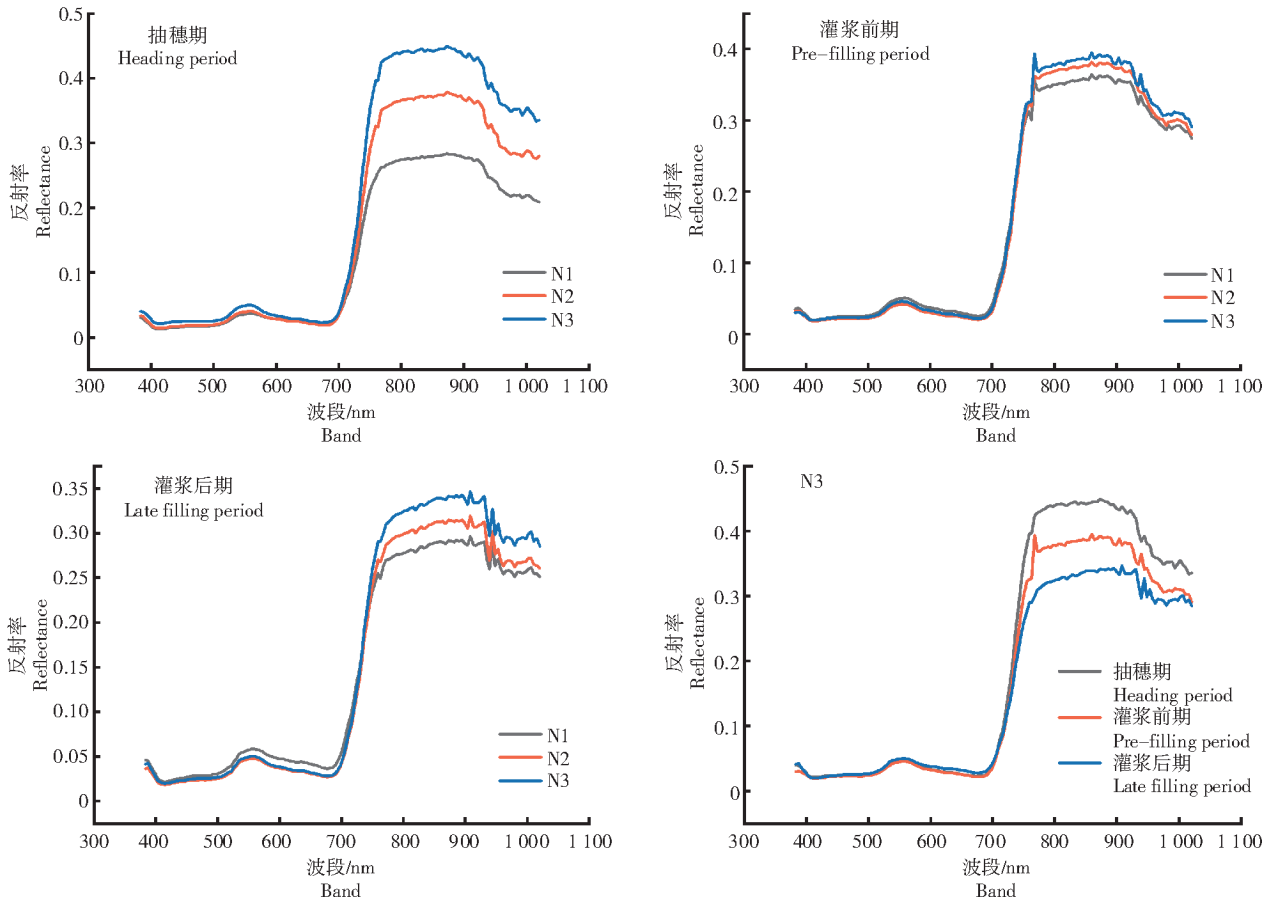 抽穗期
Heading period
0.5
0.4
0.3
0.2
0.1
0
反射率
Reflectance
N1
N2
N3
300 400 500 600 700 800 900 1 000 1 100
波段/nm
Band
灌浆前期
Pre-filling period
0.5
0.4
0.3
0.2
0.1
0
反射率
Reflectance
N1
N2
N3
300 400 500 600 700 800 900 1 000 1 100
波段/nm
Band
灌浆后期
Late filling period
0.35
0.30
0.25
0.20
0.15
0.10
0.05
0
反射率
Reflectance
N1
N2
N3
300 400 500 600 700 800 900 1 000 1 100
波段/nm
Band
N3
0.5
0.4
0.3
0.2
0.1
0
反射率
Reflectance
抽穗期
Heading period
灌浆前期
Pre-filling period
灌浆后期
Late filling period
300 400 500 600 700 800 900 1 000 1 100
波段/nm
Band